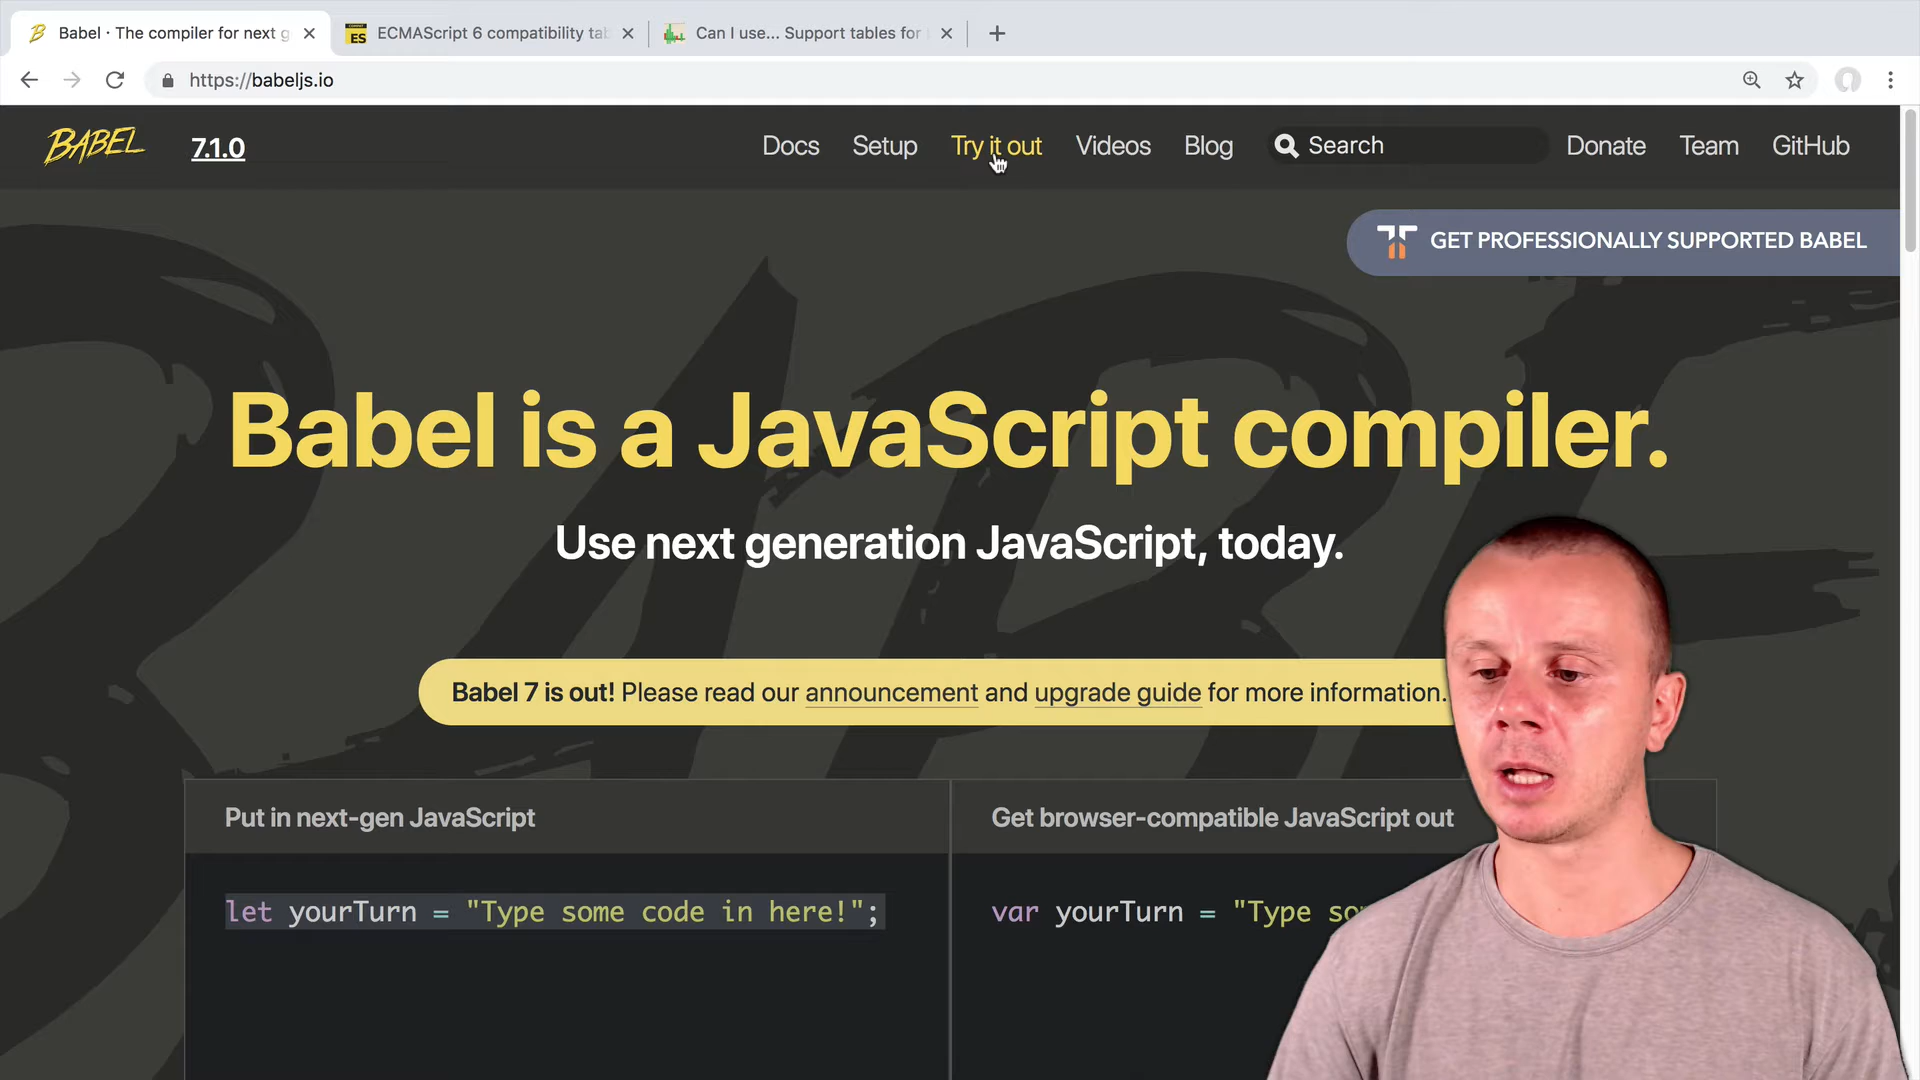 Babel · The compiler for next g
ECMAScript 6 compatibility tab
Can I use... Support tables for
https://babeljs.io
BABEL
7.1.0
Docs
Setup
Try it out
Videos
Blog
Search
Donate
Team
GitHub
GET PROFESSIONALLY SUPPORTED BABEL
Babel is a JavaScript compiler.
Use next generation JavaScript, today.
Babel 7 is out! Please read our announcement and upgrade guide for more information.
Put in next-gen JavaScript
Get browser-compatible JavaScript out
let yourTurn = "Type some code in here!";
var yourTurn = "Type so